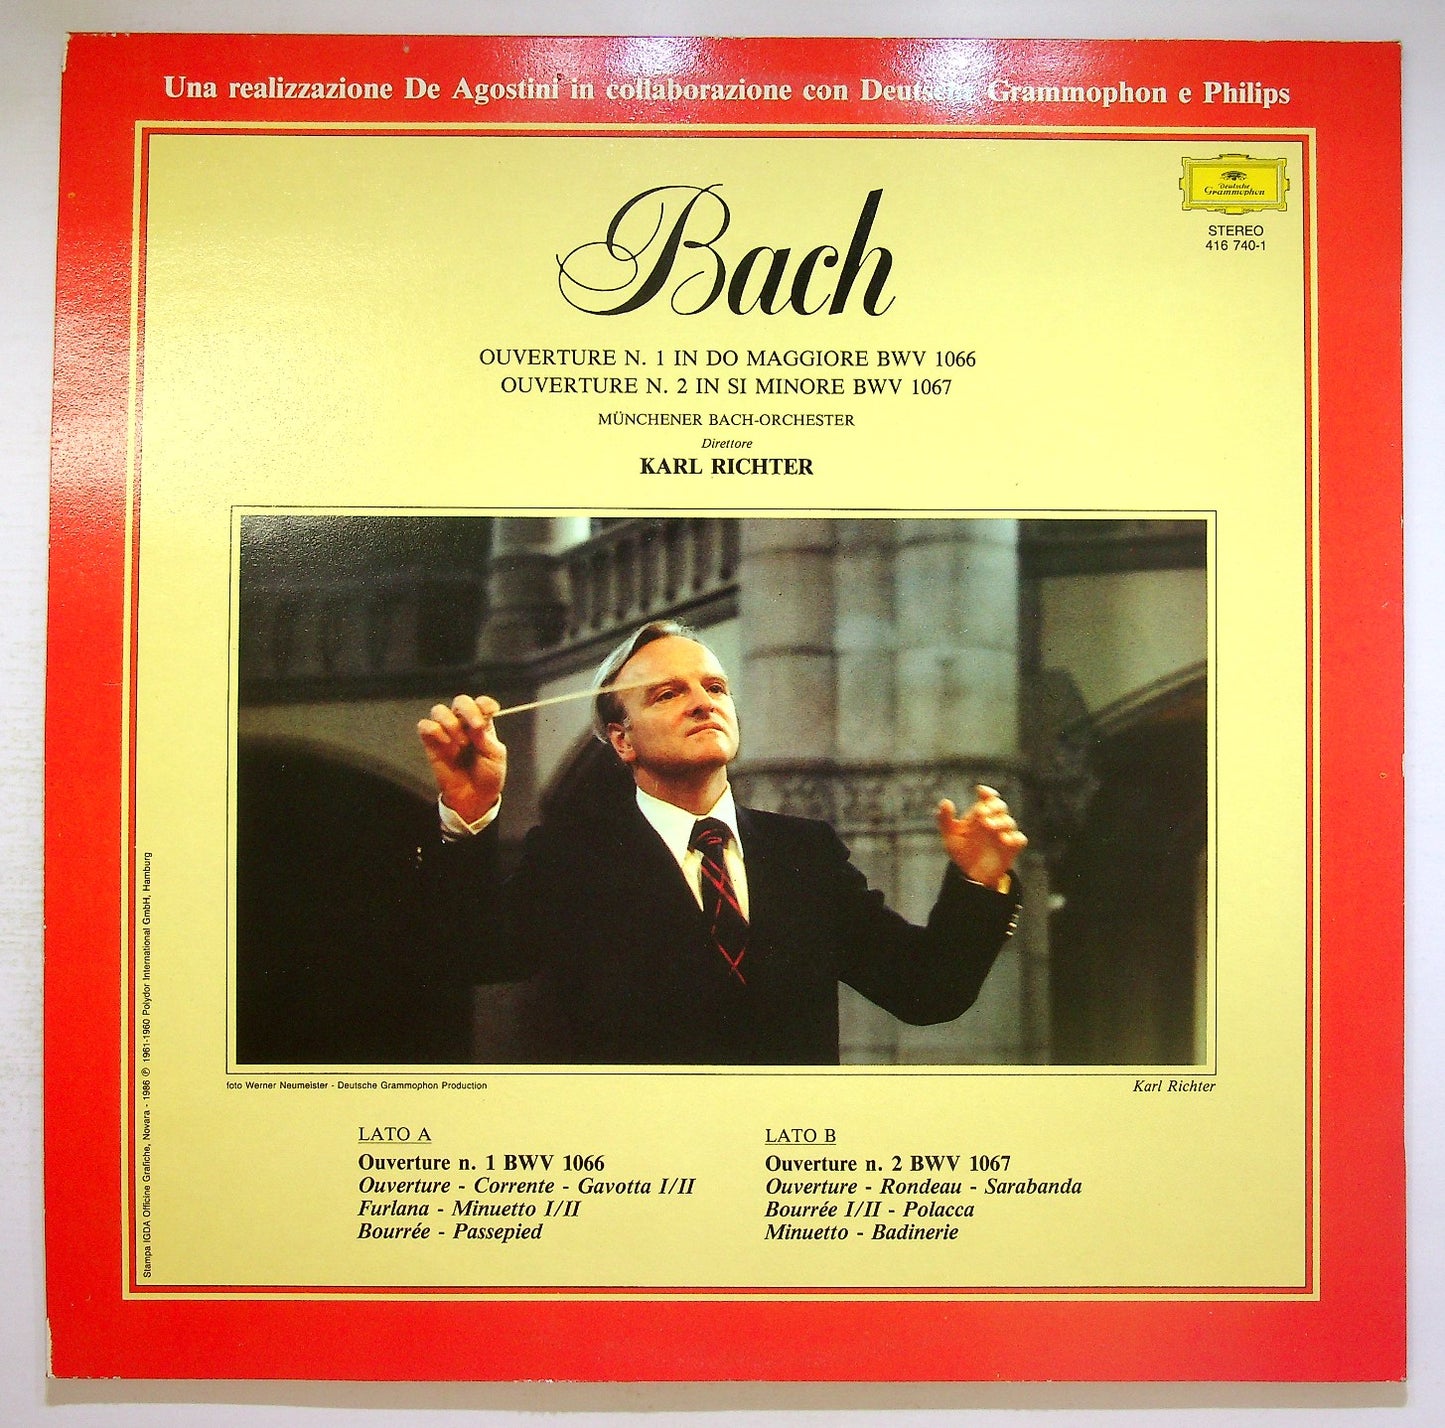 Una realizzazione De Agostini in collaborazione con Deutsche Grammophon e Philips
Deutsche
Grammophon
STEREO
416 740-1
Bach
OUVERTURE N. 1 IN DO MAGGIORE BWV 1066
OUVERTURE N. 2 IN SI MINORE BWV 1067
MÜNCHENER BACH-ORCHESTER
Direttore
KARL RICHTER
foto Werner Neumeister - Deutsche Grammophon Production
Karl Richter
LATO A
Ouverture n. 1 BWV 1066
Ouverture - Corrente - Gavotta I/II
Furlana - Minuetto I/II
Bourrée - Passepied
LATO B
Ouverture n. 2 BWV 1067
Ouverture - Rondeau - Sarabanda
Bourrée I/II - Polacca
Minuetto - Badinerie
Stampa IGDA Officine Grafiche, Novara - 1986 ℗ 1961-1960 Polydor International GmbH, Hamburg